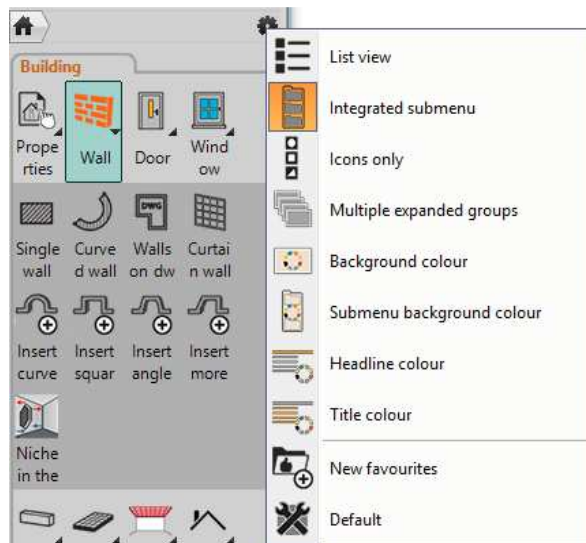 Building
Prope
rties
Wall
Door
Wind
ow
Single
wall
Curve
d wall
DWG
Walls
on dw
Curtai
n wall
Insert
curve
Insert
squar
Insert
angle
Insert
more
Niche
in the
List view
Integrated submenu
Icons only
Multiple expanded groups
Background colour
Submenu background colour
Headline colour
Title colour
New favourites
Default